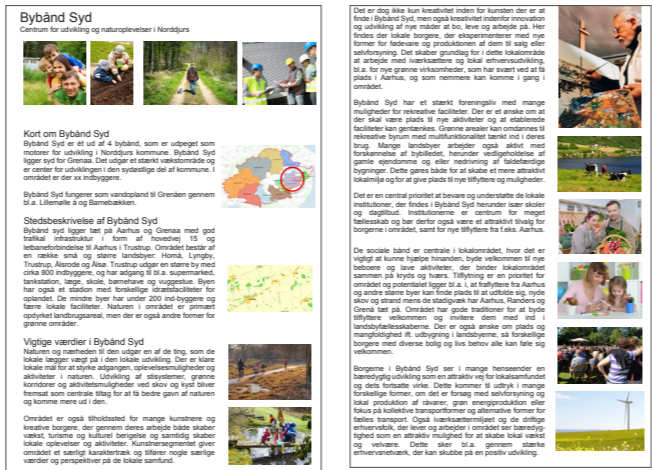 Bybånd Syd
Centrum for udvikling og naturoplevelser i Norddjurs
Kort om Bybånd Syd
Bybånd Syd er ét ud af 4 bybånd, som er udpeget som
motorer for udvikling i Norddjurs kommune. Bybånd Syd
ligger syd for Grenaa. Det udgør et stærkt vækstområde og
er center for udviklingen i den sydøstlige del af kommunen. I
området er der xx indbyggere.
Bybånd Syd fungerer som vandopland til Grenåen gennem
bl.a. Lillemølle å og Barnebækken.
Stedsbeskrivelse af Bybånd Syd
Bybånd syd ligger tæt på Aarhus og Grenaa med god
trafikal infrastruktur i form af hovedvej 15 og
letbaneforbindelse til Aarhus i Trustrup. Området består af
en række små og større landsbyer: Homå, Lyngby,
Trustrup, Ålsrode og Ålsø. Trustrup udgør en større by med
cirka 800 indbyggere, og har adgang til bl.a. supermarked,
tankstation, læge, skole, børnehave og vuggestue. Byen
har også et stadion med forskellige idrætsfaciliteter for
oplandet. De mindre byer har under 200 ind-byggere og
færre lokale faciliteter. Naturen i området er primært
opdyrket landbrugsareal, men der er også andre former for
grønne områder.
Vigtige værdier i Bybånd Syd
Naturen og nærheden til den udgør en af de ting, som de
lokale lægger vægt på i den lokale udvikling. Der er klare
lokale mål for at styrke adgangen, oplevelsesmuligheder og
aktiviteter i naturen. Udvikling af stisystemer, grønne
korridorer og aktivitetsmuligheder ved skov og kyst bliver
fremsat som centrale tiltag for at få bedre gavn af naturen
og komme mere ud i den.
Området er også tilholdssted for mange kunstnere og
kreative borgere, der gennem deres arbejde både skaber
vækst, turisme og kulturel berigelse og samtidig skaber
lokale oplevelser og aktiviteter. Kunstnersegmentet giver
området et særligt karaktertræk og tilfører nogle særlige
værdier og perspektiver på de lokale samfund.
Det er dog ikke kun kreativitet inden for kunsten der er at
finde i Bybånd Syd, men også kreativitet indenfor innovation
og udvikling af nye måder at bo, leve og arbejde på. Her
findes der lokale borgere, der eksperimenterer med nye
former for fødevare og produktionen af dem til salg eller
selvforsyning. Det skaber grundlag for i dette lokalområde
at arbejde med iværksættere og lokal erhvervsudvikling,
bl.a. for nye grønne virksomheder, som har svært ved at få
plads i Aarhus, og som nemmere kan komme i gang i
området.
Bybånd Syd har et stærkt foreningsliv med mange
muligheder for rekreative faciliteter. Der er et ønske om at
der skal være plads til nye aktiviteter og at etablerede
faciliteter kan gentænkes. Grønne arealer kan omdannes til
rekreative byrum med multifunktionalitet tænkt ind i deres
brug. Mange landsbyer arbejder også aktivt med
forskønnelse af bybilledet, herunder vedligeholdelse af
gamle ejendomme og eller nedrivning af faldefærdige
bygninger. Dette gøres både for at skabe et mere attraktivt
lokalmiljø og for at give plads til nye tilflyttere og muligheder.
Det er en central prioritet at bevare og understøtte de lokale
institutioner, der findes i Bybånd Syd herunder især skoler
og dagtilbud. Institutionerne er centrum for meget
fællesskab og bør derfor også være et attraktivt tilvalg for
borgerne i området, samt for nye tilflyttere fra f.eks. Aarhus.
De sociale bånd er centrale i lokalområdet, hvor det er
vigtigt at kunne hjælpe hinanden, byde velkommen til nye
beboere og lave aktiviteter, der binder lokalområdet
sammen på kryds og tværs. Tilflytning er en prioritet for
området og potentialet ligger bl.a. i, at fraflyttere fra Aarhus
og andre større byer kan finde plads til at udfolde sig, nyde
skov og strand mens de stadigvæk har Aarhus, Randers og
Grenå tæt på. Området har gode traditioner for at byde
tilflyttere velkommen og invitere dem med ind i
landsbyfællesskaberne. Der er også ønske om plads og
mangfoldighed ift. udbygning i landsbyerne, så forskellige
borgere med diverse bolig og livs behov alle kan føle sig
velkommen.
Borgerne i Bybånd Syd ser i mange henseender en
bæredygtig udvikling som en attraktiv vej for lokalsamfundet
og dets fortsatte virke. Dette kommer til udtryk i mange
forskellige former, om det er forsøg med selvforsyning og
lokal produktion af råvarer, grøn energiproduktion eller
fokus på kollektive transportformer og alternative former for
fælles transport. Også iværksættermiljøet og de driftige
erhvervsfolk, der lever og arbejder i området ser bæredyg-
tighed som en attraktiv mulighed for at skabe lokal vækst
og velvære. Dette sker bl.a. gennem stærke
erhvervsnetværk, der kan skubbe på en positiv udvikling.